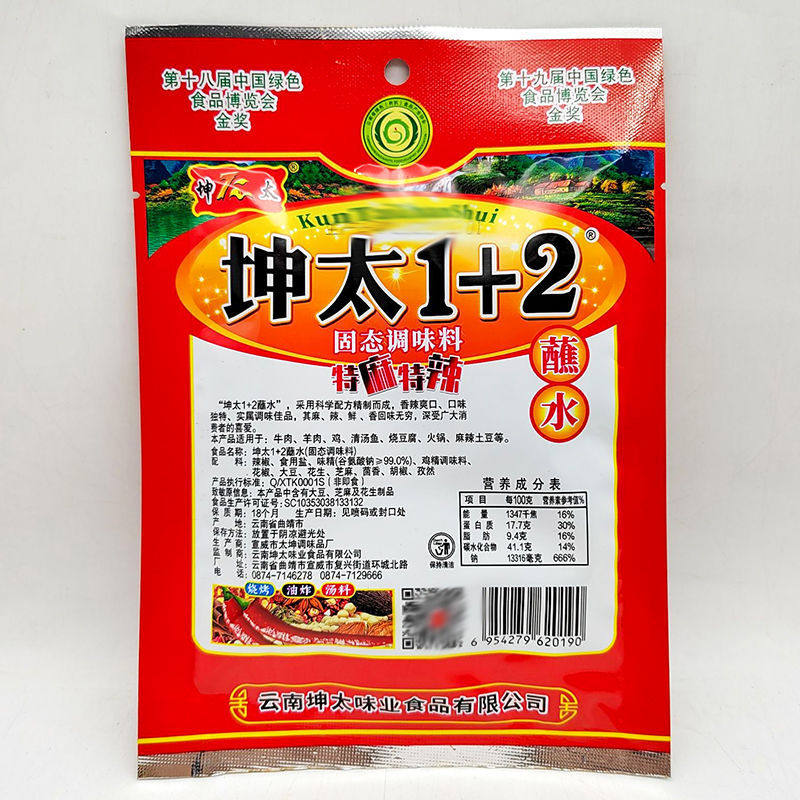 第十八届中国绿色
食品博览会
金奖
第十九届中国绿色
食品博览会
金奖
坤太®
Kun Shui
坤太1+2®
固态调味料
特麻特辣
蘸水
“坤太1+2蘸水”，采用科学配方精制而成，香辣爽口、口味
独特、实属调味佳品，其麻、辣、鲜、香回味无穷，深受广大消
费者的喜爱。
本产品适用于：牛肉、羊肉、鸡、清汤鱼、烧豆腐、火锅、麻辣土豆等。
食品名称：坤太1+2蘸水(固态调味料)
配 料：辣椒、食用盐、味精(谷氨酸钠≥99.0%)、鸡精调味料、
花椒、大豆、花生、芝麻、茴香、胡椒、孜然
产品执行标准：Q/XTK0001S（非即食）
致敏原信息：本产品中含有大豆、芝麻及花生制品
食品生产许可证号：SC10353038133132
保质期：18个月 生产日期：见喷码或封口处
产 地：云南省曲靖市
保存方法：放置于阴凉避光处
生产商：宣威市太坤调味品厂
监制商：云南坤太味业食品有限公司
厂 址：云南省曲靖市宣威市复兴街道环城北路
电 话：0874-7146278 0874-7129666
营养成分表
项目 每100克 营养素参考值%
能量 1347千焦 16%
蛋白质 17.7克 30%
脂肪 9.4克 16%
碳水化合物 41.1克 14%
钠 13316毫克 666%
保持清洁
烧烤 油炸 汤料
6 954279 620190
云南坤太味业食品有限公司